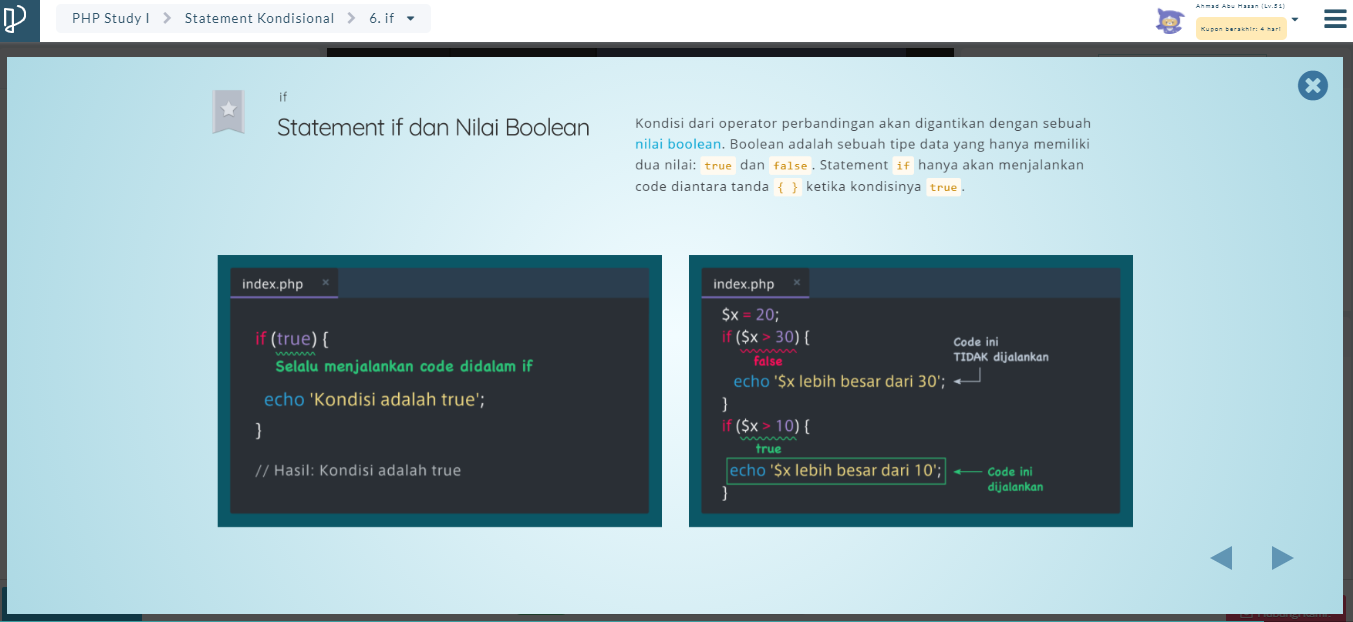 PHP Study I > Statement Kondisional > 6. if
Ahmad Abu Hasan (Lv.51)
Kupon berakhir: 4 hari
if
Statement if dan Nilai Boolean
Kondisi dari operator perbandingan akan digantikan dengan sebuah
nilai boolean. Boolean adalah sebuah tipe data yang hanya memiliki
dua nilai: true dan false. Statement if hanya akan menjalankan
code diantara tanda { } ketika kondisinya true.
index.php ×
if (true) {
Selalu menjalankan code didalam if
echo 'Kondisi adalah true';
}
// Hasil: Kondisi adalah true
index.php ×
$x = 20;
if ($x > 30) {
false
Code ini
TIDAK dijalankan
echo '$x lebih besar dari 30';
}
if ($x > 10) {
true
echo '$x lebih besar dari 10';
Code ini
dijalankan
}